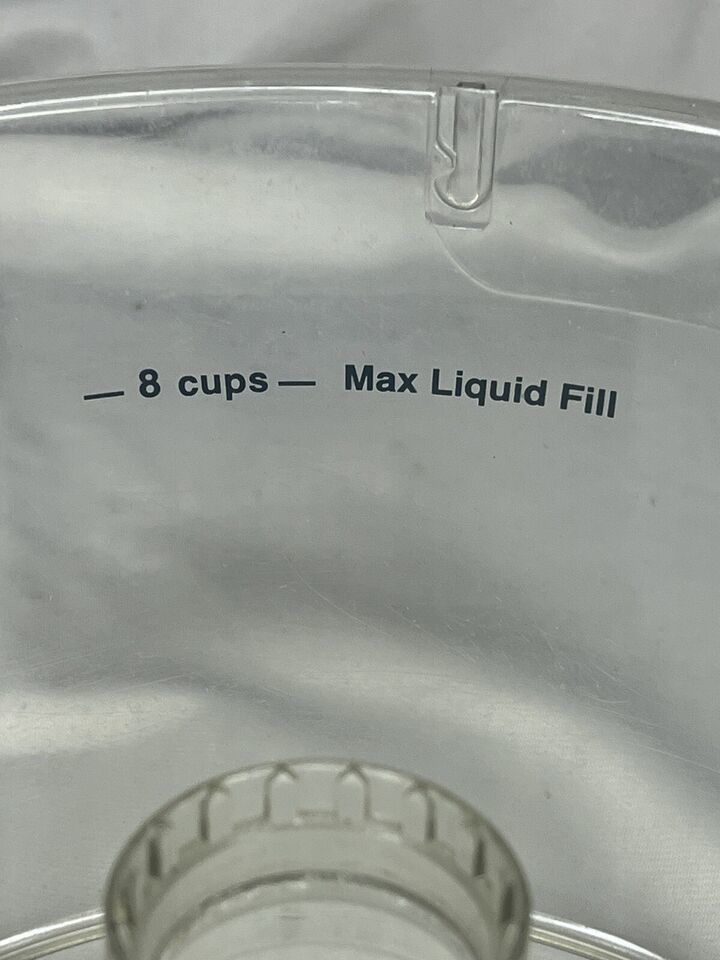 — 8 cups — Max Liquid Fill